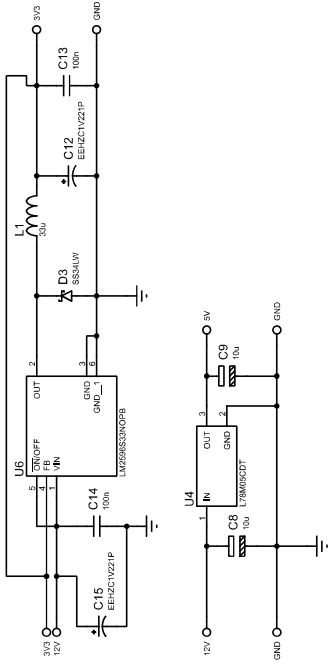 3V3
12V
C15
EEHZC1V221P
C14
100n
5
4
1
U6
ON/OFF
FB
VIN
OUT
GND
GND__1
LM2596S33NOPB
2
3
6
D3
SS34LW
L1
33u
C12
EEHZC1V221P
C13
100n
3V3
GND
12V
GND
C8
10u
1
U4
IN
OUT
GND
L78M05CDT
3
2
C9
10u
5V
GND